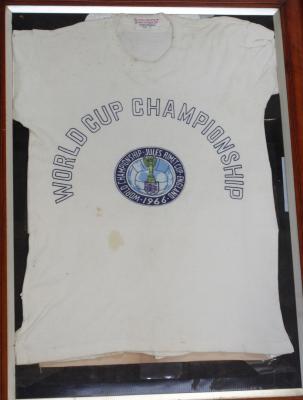 WORLD CUP CHAMPIONSHIP
WORLD CHAMPIONSHIP-JULES RIMET CUP-ENGLAND
-1966-